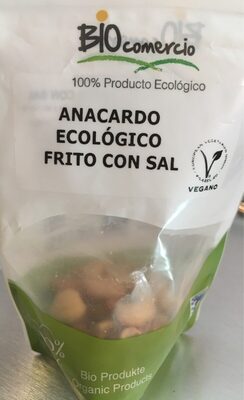 BIOcomercio
100% Producto Ecológico
ANACARDO
ECOLÓGICO
FRITO CON SAL
VEGANO
Bio Produkte
Organic Products